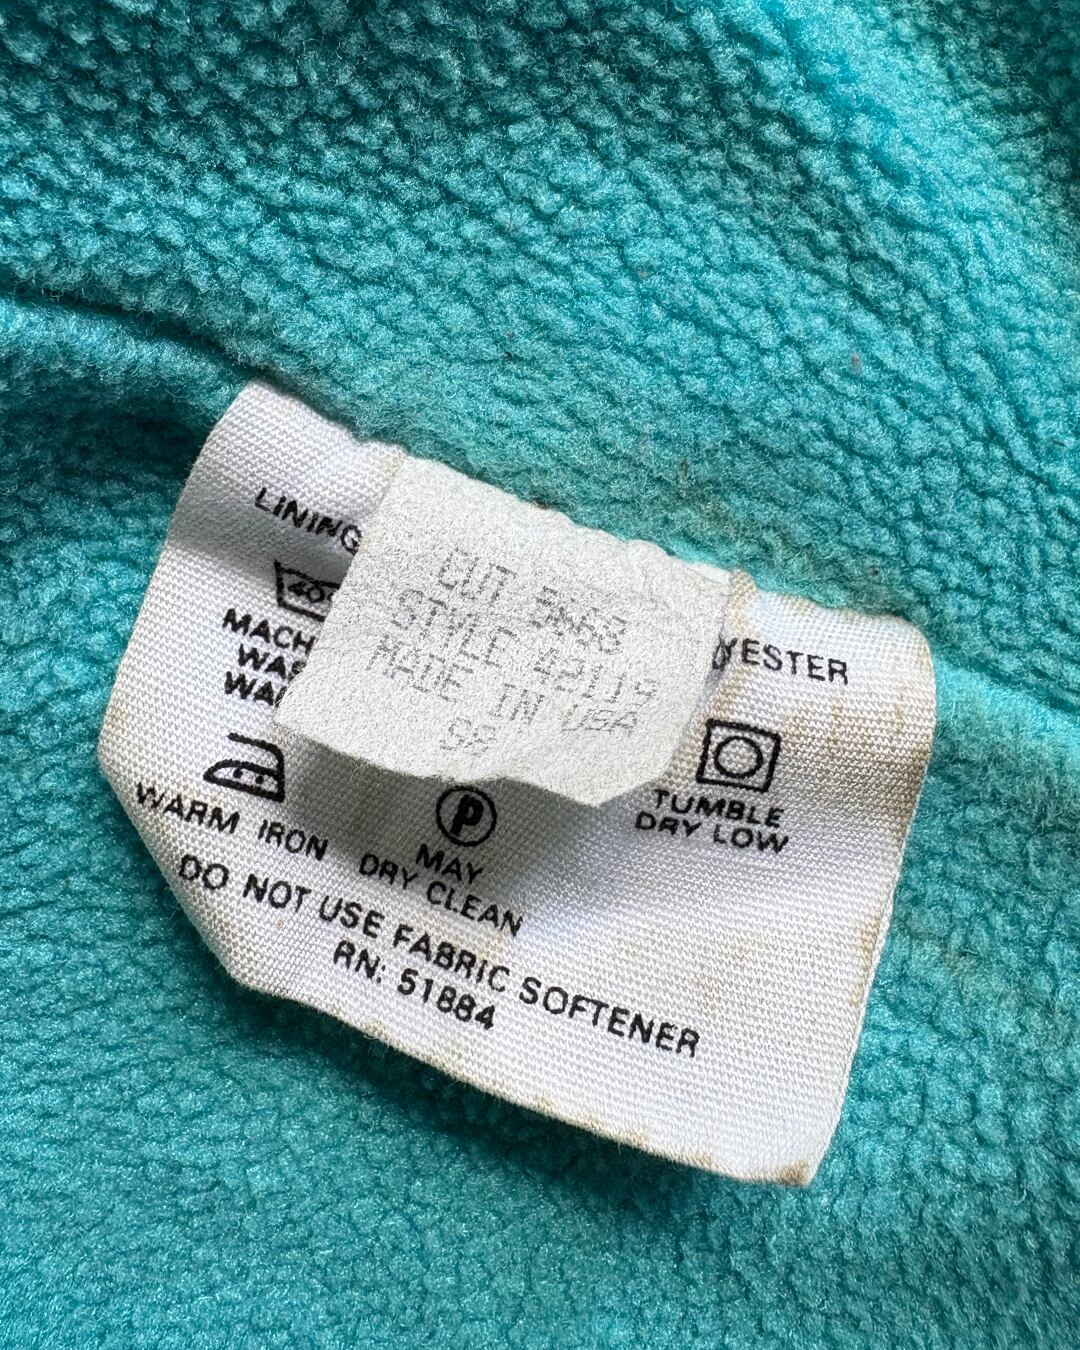 LINING
CUT
STYLE 42119
MADE IN USA
YESTER
40
MACH
WAS
WA
WARM IRON
P
MAY
DRY CLEAN
TUMBLE
DRY LOW
DO NOT USE FABRIC SOFTENER
RN: 51884